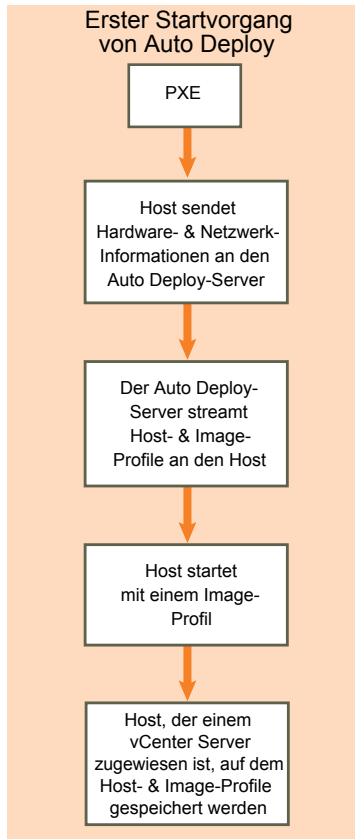 Erster Startvorgang
von Auto Deploy
PXE
Host sendet
Hardware- & Netzwerk-
Informationen an den
Auto Deploy-Server
Der Auto Deploy-
Server streamt
Host- & Image-
Profile an den Host
Host startet
mit einem Image-
Profil
Host, der einem
vCenter Server
zugewiesen ist, auf dem
Host- & Image-Profile
gespeichert werden